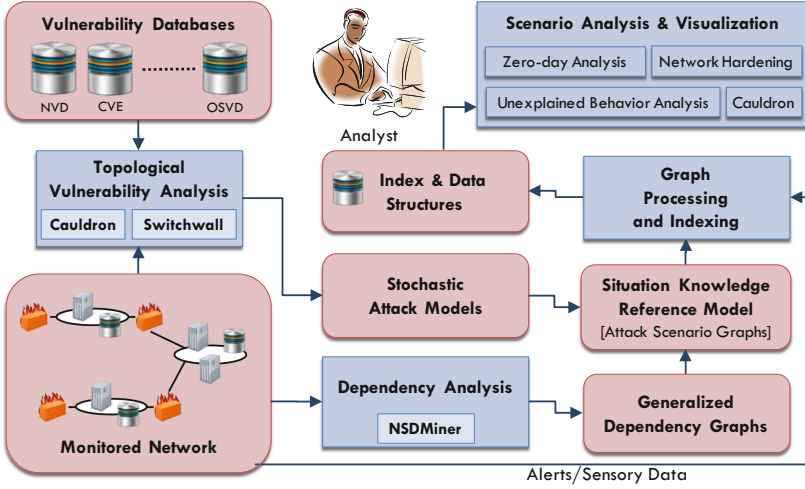 Vulnerability Databases
NVD
CVE
OSVD
Analyst
Scenario Analysis & Visualization
Zero-day Analysis
Network Hardening
Unexplained Behavior Analysis
Cauldron
Topological
Vulnerability Analysis
Cauldron
Switchwall
Index & Data
Structures
Graph
Processing
and Indexing
Stochastic
Attack Models
Situation Knowledge
Reference Model
[Attack Scenario Graphs]
Monitored Network
Dependency Analysis
NSDMiner
Generalized
Dependency Graphs
Alerts/Sensory Data